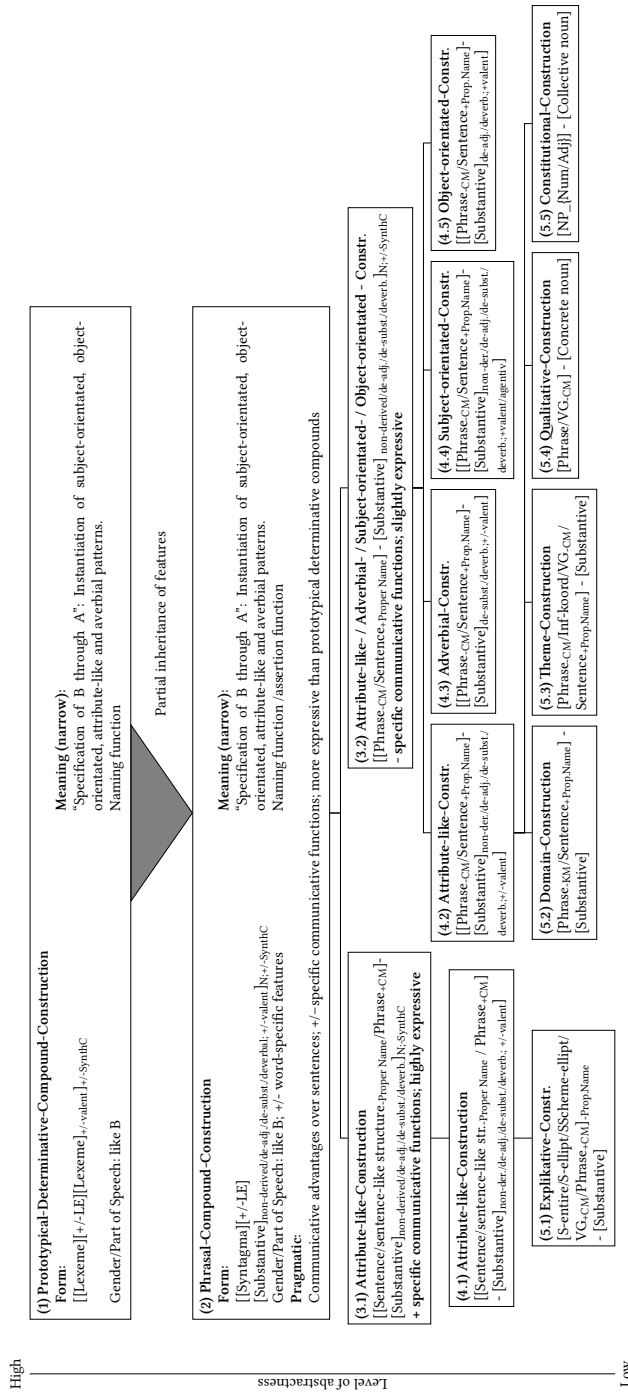 High
Level of abstractness
Low
(1) Prototypical-Determinative-Compound-Construction
Form:
[[Lexeme][+/-LE][Lexeme]+/-valent]+/-SynthC
Gender/Part of Speech: like B
Meaning (narrow):
“Specification of B through A”: Instantiation of subject-orientated, object-
orientated, attribute-like and averbial patterns.
Naming function
Partial inheritance of features
(2) Phrasal-Compound-Construction
Form:
[[Syntagma][+/-LE]
[Substantive]non-derived/de-adj./de-subst./deverbal; +/-valent]N;+/-SynthC
Gender/Part of Speech: like B; +/- word-specific features
Meaning (narrow):
“Specification of B through A”: Instantiation of subject-orientated, object-
orientated, attribute-like and averbial patterns.
Naming function /assertion function
Pragmatic:
Communicative advantages over sentences; +/−specific communicative functions; more expressive than prototypical determinative compounds
(3.1) Attribute-like-Construction
[[Sentence/sentence-like structure-Proper Name/Phrase+CM]-
[Substantive]non-derived/de-adj./de-subst./deverb.]N;-SynthC
+ specific communicative functions; highly expressive
(3.2) Attribute-like- / Adverbial- / Subject-orientated- / Object-orientated - Constr.
[[Phrase-CM/Sentence+Proper Name] - [Substantive] non-derived/de-adj./de-subst./deverb.]N;+/-SynthC
- specific communicative functions; slightly expressive
(4.1) Attribute-like-Construction
[[Sentence/sentence-like str.-Proper Name / Phrase+CM]
- [Substantive]non-der./de-adj./de-subst./deverb.; +/-valent]
(4.2) Attribute-like-Constr.
[[Phrase-CM/Sentence+Prop.Name]-
[Substantive]non-der./de-adj./de-subst./
deverb.;+/-valent]
(4.3) Adverbial-Constr.
[[Phrase-CM/Sentence+Prop.Name]-
[Substantive]de-subst./deverb.;+/-valent]
(4.4) Subject-orientated-Constr.
[[Phrase-CM/Sentence+Prop.Name]-
[Substantive]non-der./de-adj./de-subst./
deverb.;+valent/agentiv]
(4.5) Object-orientated-Constr.
[[Phrase-CM/Sentence+Prop.Name]-
[Substantive]de-adj./deverb.;+valent]
(5.1) Explikative-Constr.
[S-entire/S-ellipt/SScheme-ellipt/
VG+CM/Phrase+CM]-Prop.Name
- [Substantive]
(5.2) Domain-Construction
[Phrase-KM/Sentence+Prop.Name] -
[Substantive]
(5.3) Theme-Construction
[Phrase-CM/Inf-koord/VG-CM/
Sentence+Prop.Name] - [Substantive]
(5.4) Qualitative-Construction
[Phrase/VG-CM] - [Concrete noun]
(5.5) Constitutional-Construction
[NP_{Num/Adj}] - [Collective noun]